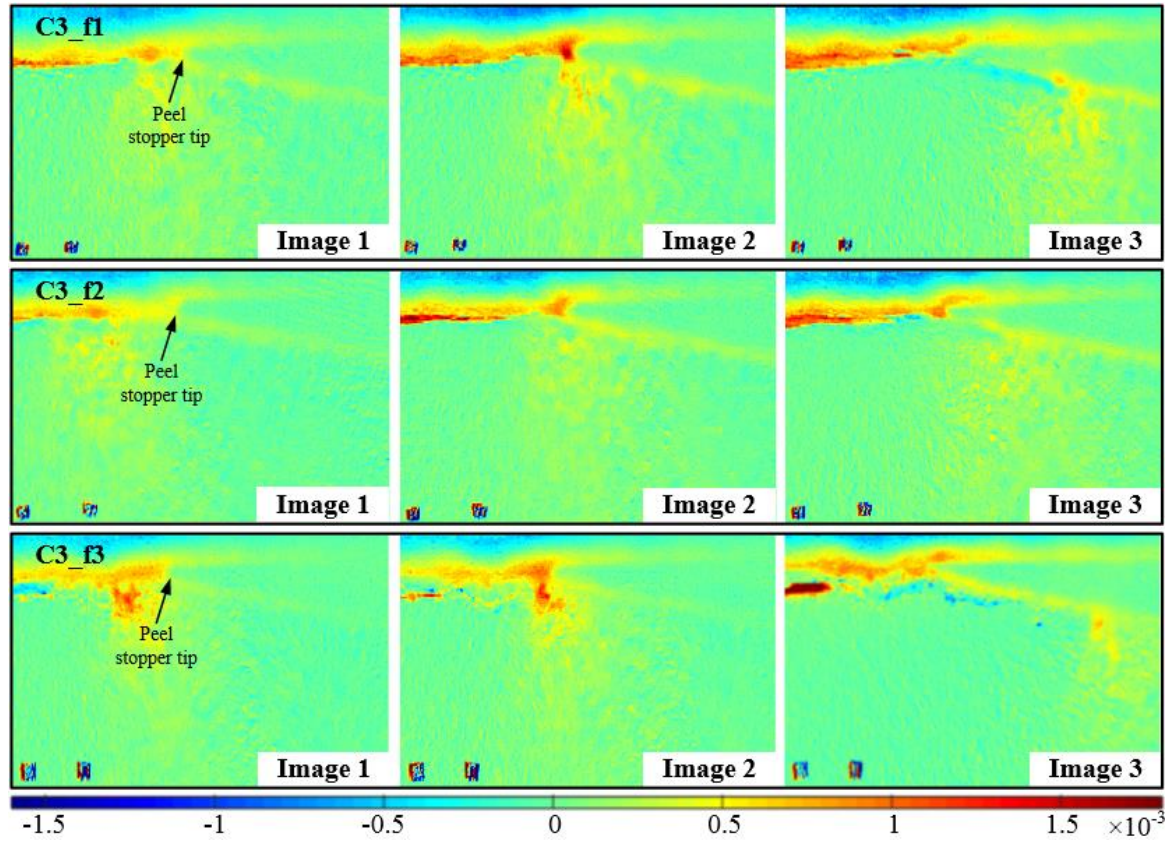 C3_f1
Peel
stopper tip
Image 1
Image 2
Image 3
C3_f2
Peel
stopper tip
Image 1
Image 2
Image 3
C3_f3
Peel
stopper tip
Image 1
Image 2
Image 3
-1.5 -1 -0.5 0 0.5 1 1.5 ×10⁻³